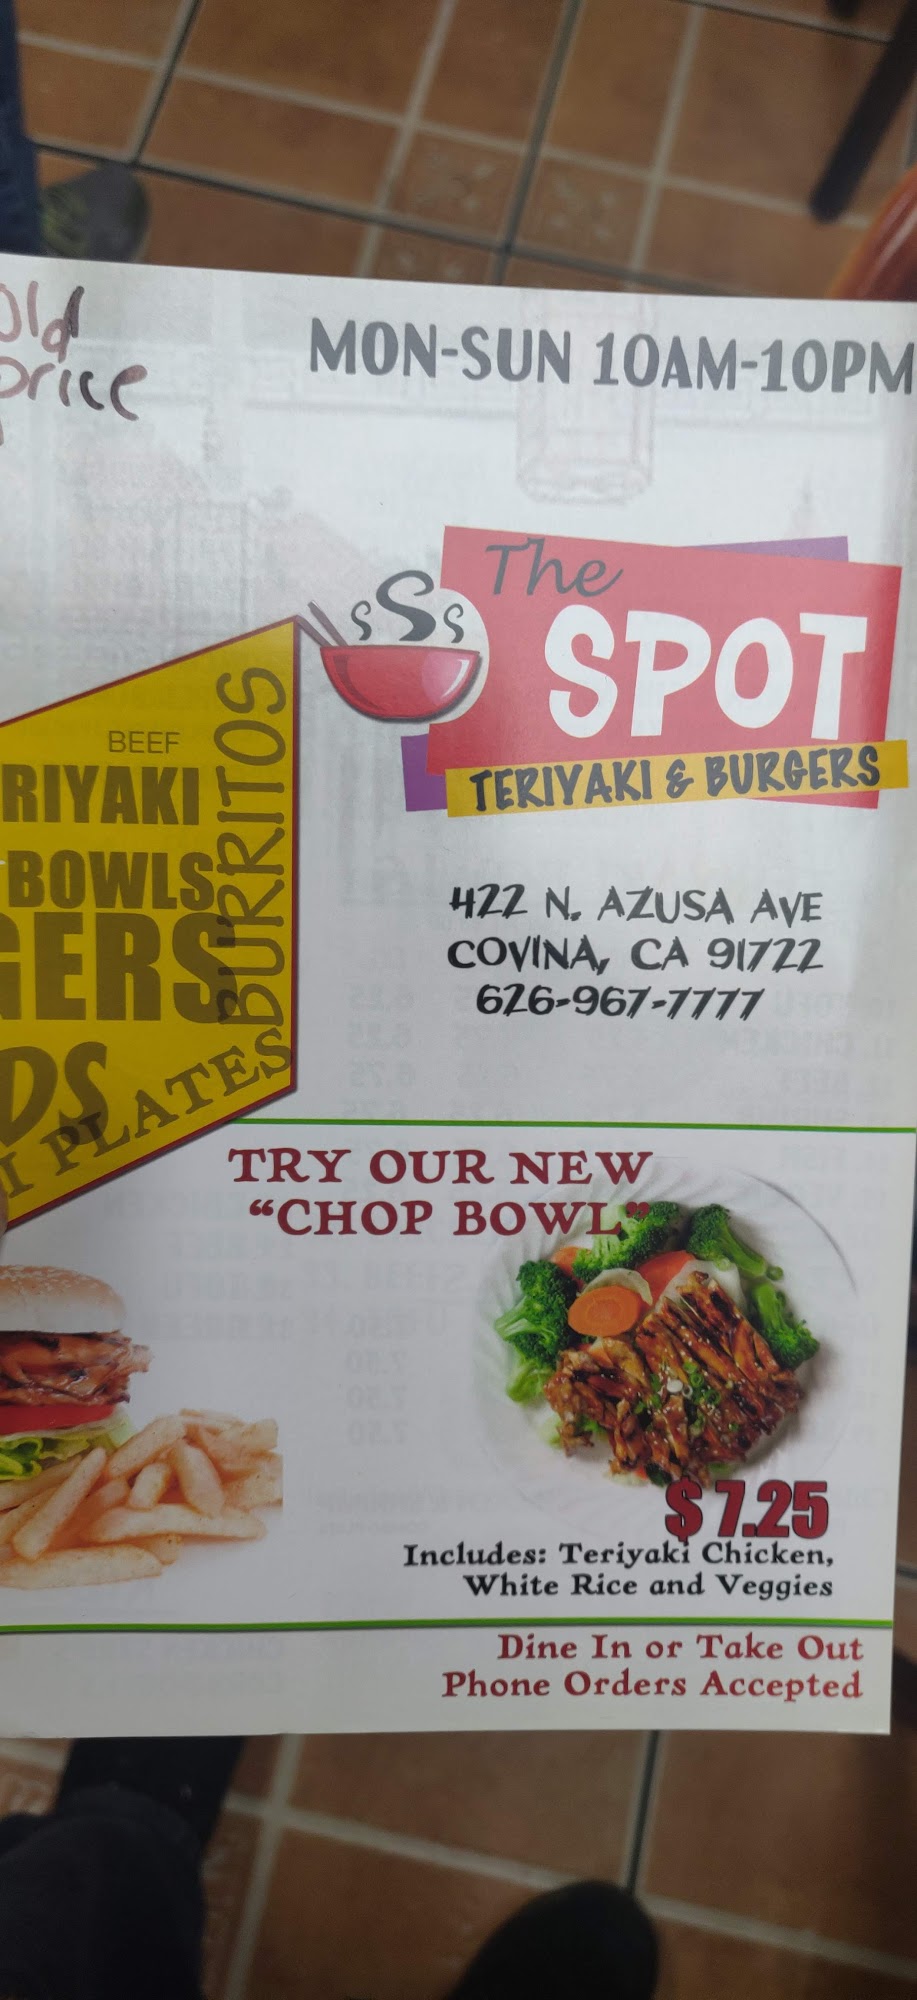 Old
price
MON-SUN 10AM-10PM
sSs
The
SPOT
TERIYAKI & BURGERS
BEEF
RIYAKI
BOWLS
GERS
BURRITOS
DS
I PLATES
422 N. AZUSA AVE
COVINA, CA 91722
626-967-7777
TRY OUR NEW
"CHOP BOWL"
$7.25
Includes: Teriyaki Chicken,
White Rice and Veggies
Dine In or Take Out
Phone Orders Accepted